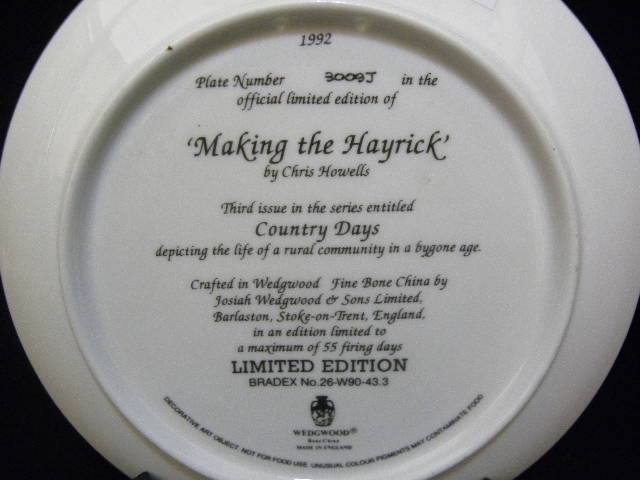 1992
Plate Number 3009J in the
official limited edition of
'Making the Hayrick'
by Chris Howells
Third issue in the series entitled
Country Days
depicting the life of a rural community in a bygone age.
Crafted in Wedgwood Fine Bone China by
Josiah Wedgwood & Sons Limited,
Barlaston, Stoke-on-Trent, England,
in an edition limited to
a maximum of 55 firing days
LIMITED EDITION
BRADEX No.26-W90-43.3
WEDGWOOD®
Bone China
MADE IN ENGLAND
DECORATIVE ART OBJECT. NOT FOR FOOD USE. UNUSUAL COLOUR PIGMENTS MAY CONTAMINATE FOOD